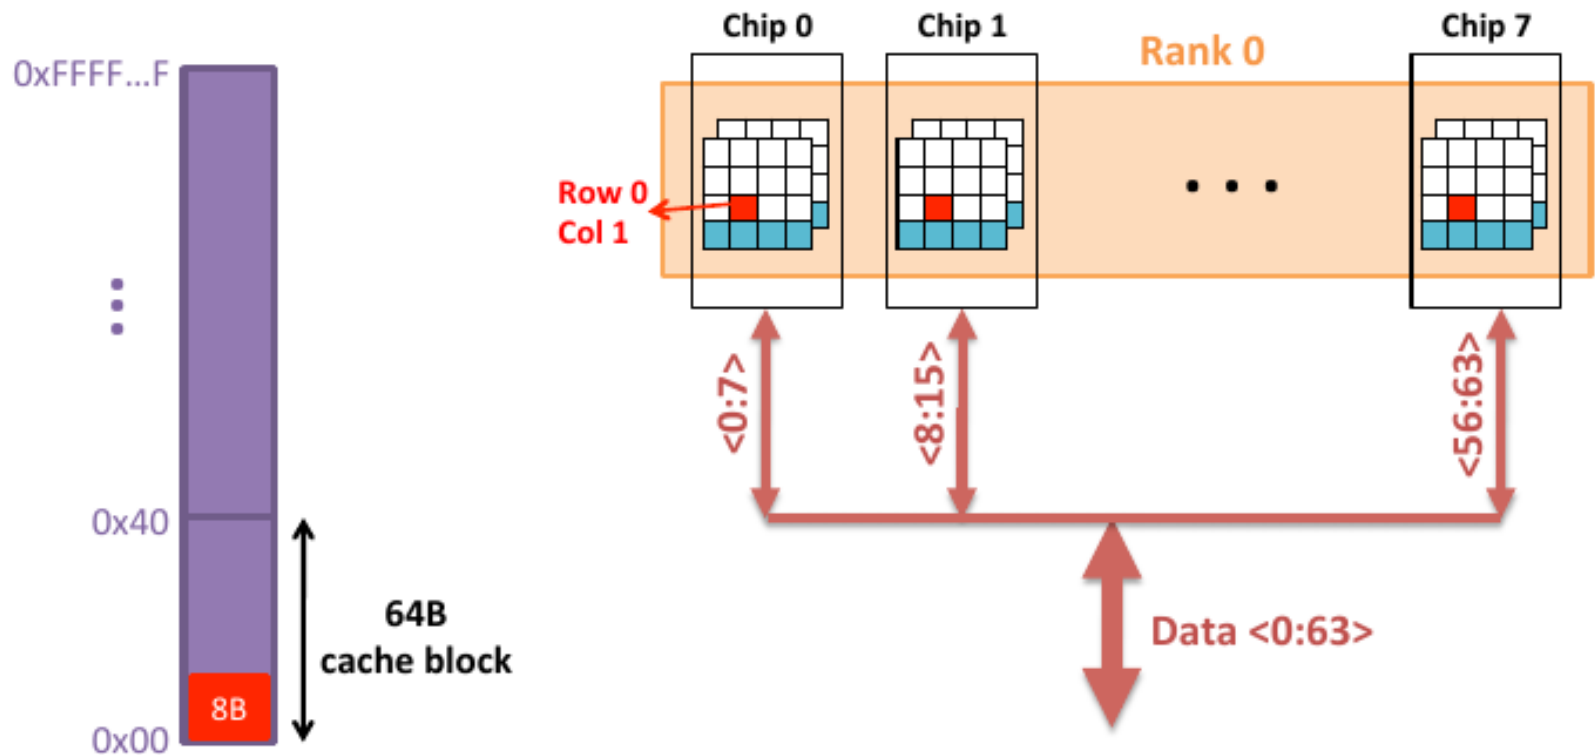 0xFFFF...F
0x40
0x00
8B
64B
cache block
Chip 0
Chip 1
Chip 7
Rank 0
Row 0
Col 1
. . .
<0:7>
<8:15>
<56:63>
Data <0:63>